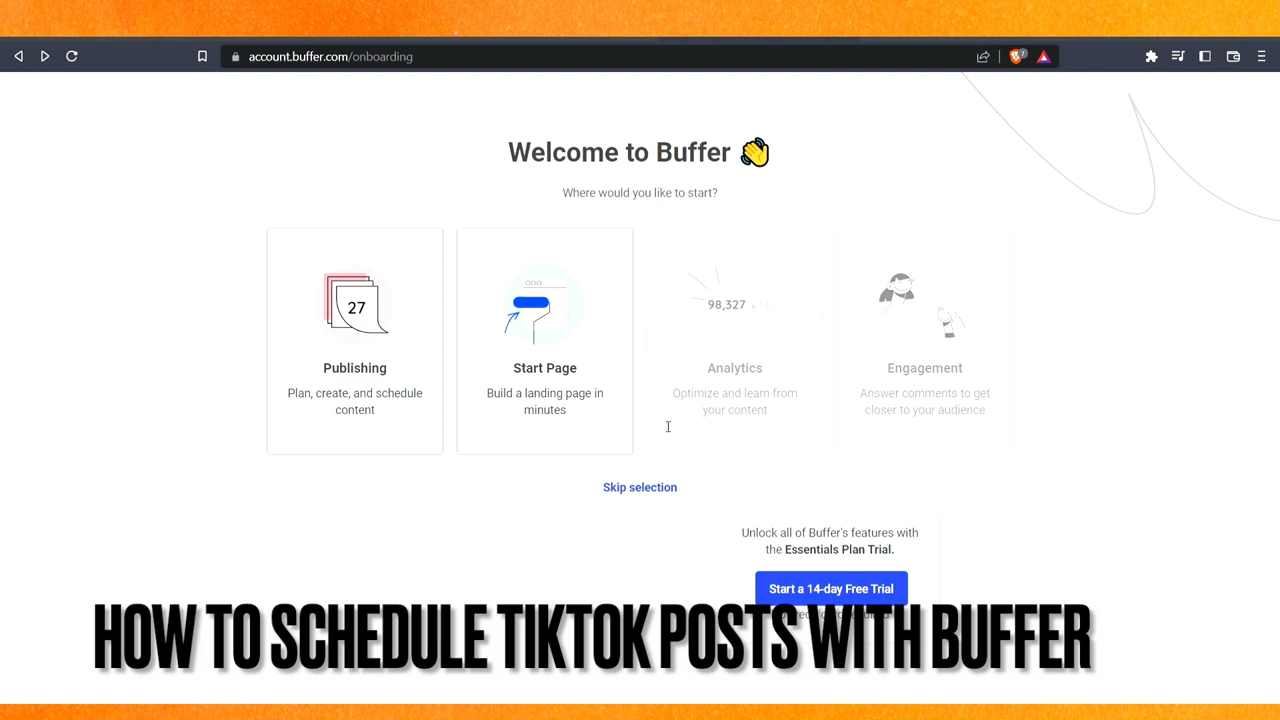 account.buffer.com/onboarding
7
Welcome to Buffer
Where would you like to start?
27
Publishing
Plan, create, and schedule
content
Start Page
Build a landing page in
minutes
98,327
Analytics
Optimize and learn from
your content
Engagement
Answer comments to get
closer to your audience
Skip selection
Unlock all of Buffer's features with
the Essentials Plan Trial.
Start a 14-day Free Trial
HOW TO SCHEDULE TIKTOK POSTS WITH BUFFER